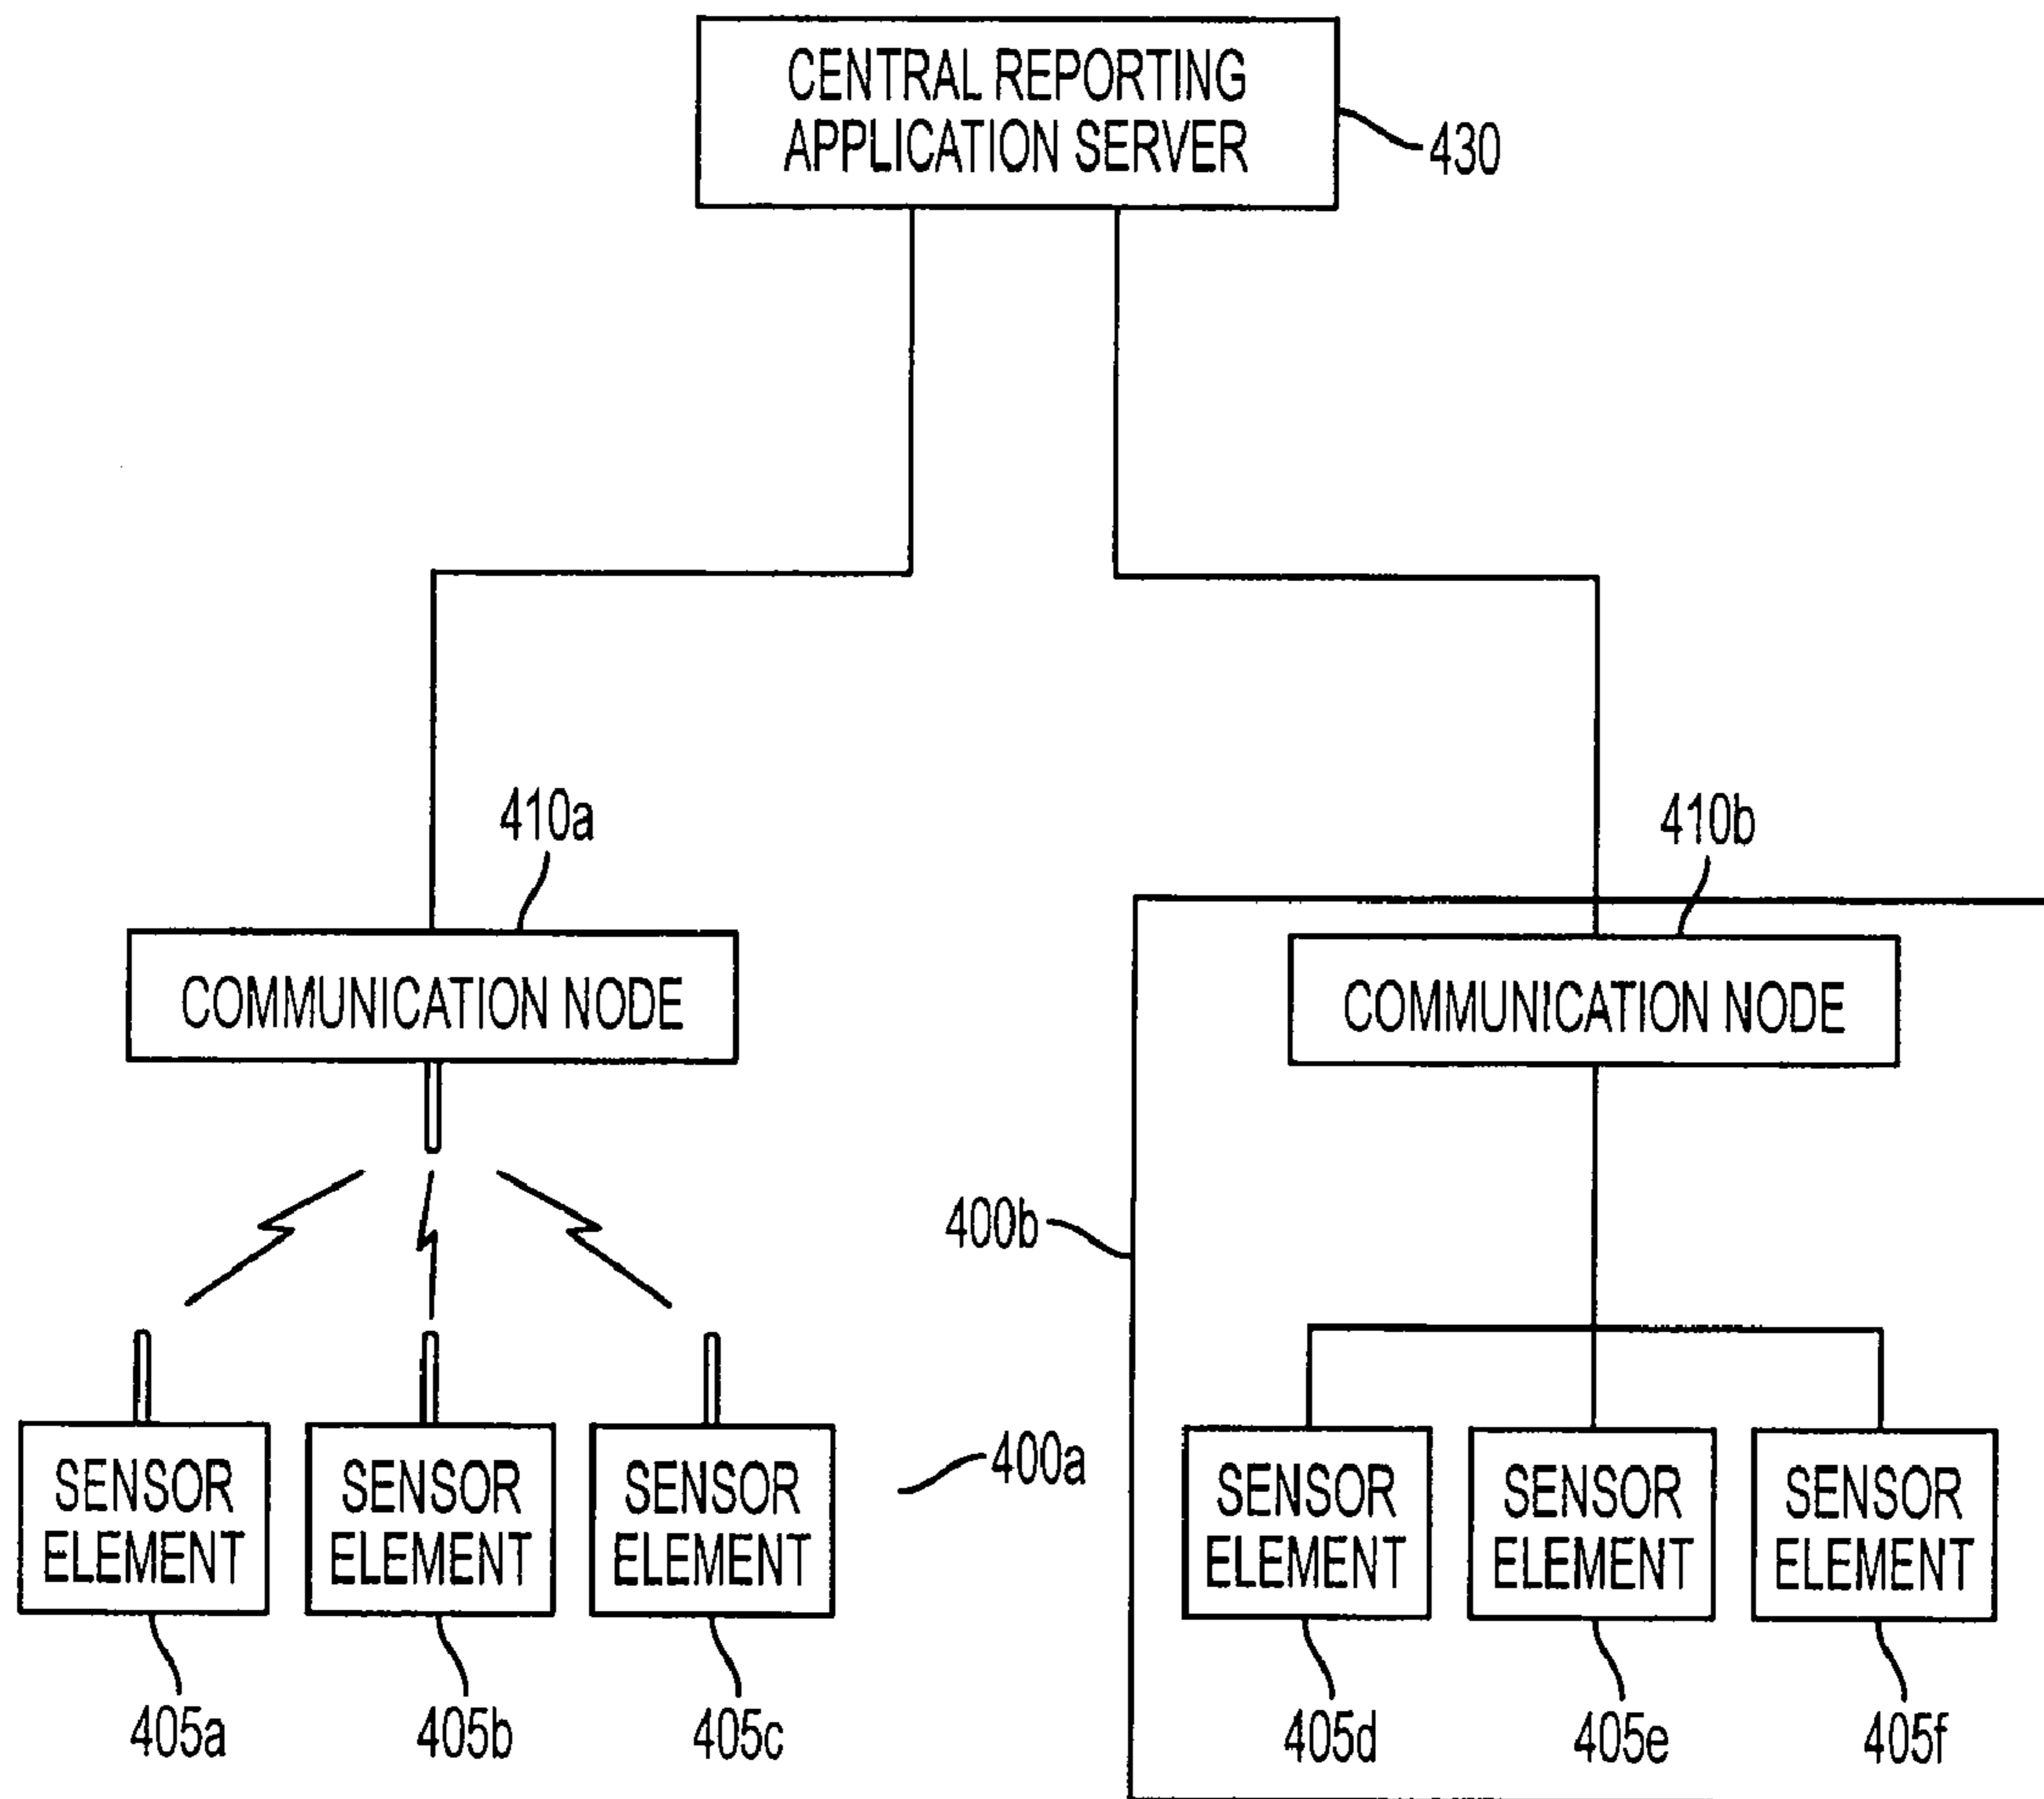 CENTRAL REPORTING
APPLICATION SERVER
430
410a
410b
COMMUNICATION NODE
COMMUNICATION NODE
400b
400a
SENSOR
ELEMENT
SENSOR
ELEMENT
SENSOR
ELEMENT
SENSOR
ELEMENT
SENSOR
ELEMENT
SENSOR
ELEMENT
405a
405b
405c
405d
405e
405f